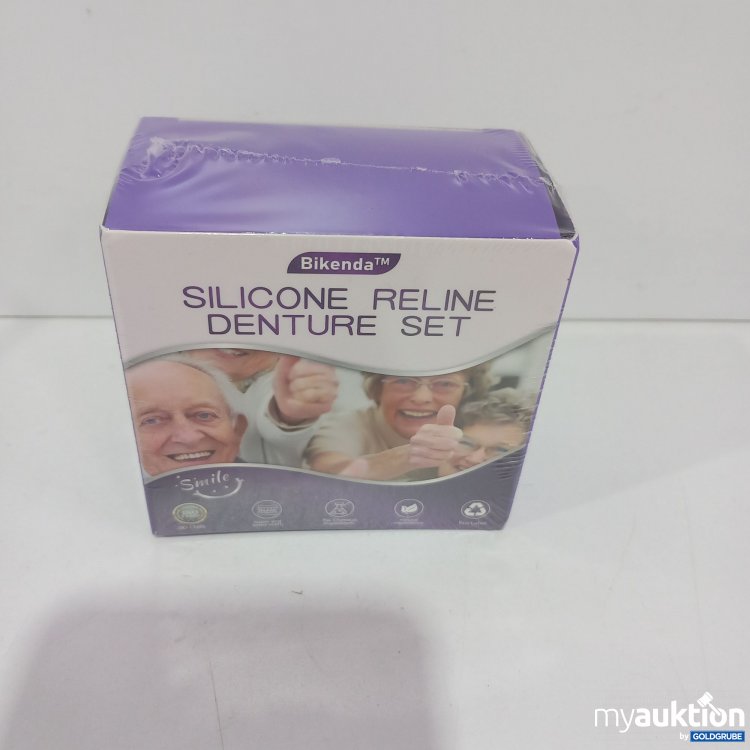 Bikenda™
SILICONE RELINE
DENTURE SET
Smile
myauktion
by GOLDGRUBE